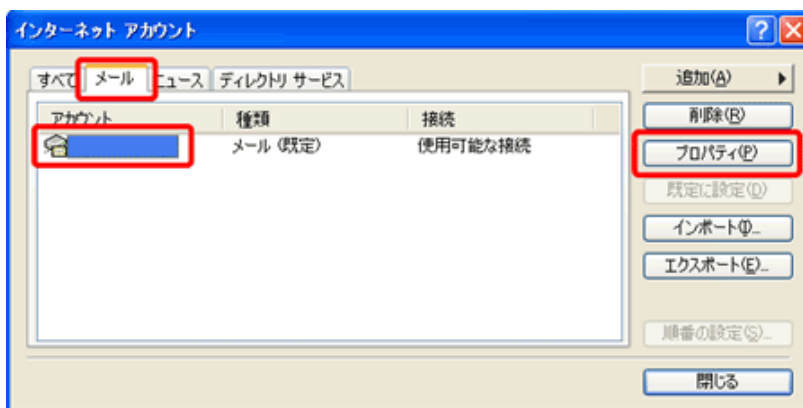 インターネット アカウント
すべて メール ニュース ディレクトリ サービス
アカウント 種類 接続
メール (既定) 使用可能な接続
追加(A)
削除(R)
プロパティ(P)
既定に設定(D)
インポート(I)...
エクスポート(E)...
順番の設定(S)...
閉じる